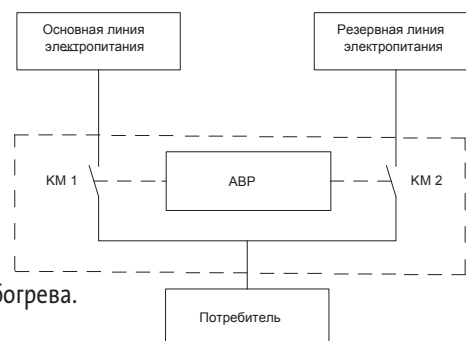 Основная линия
электропитания
Резервная линия
электропитания
КМ 1
АВР
КМ 2
Потребитель